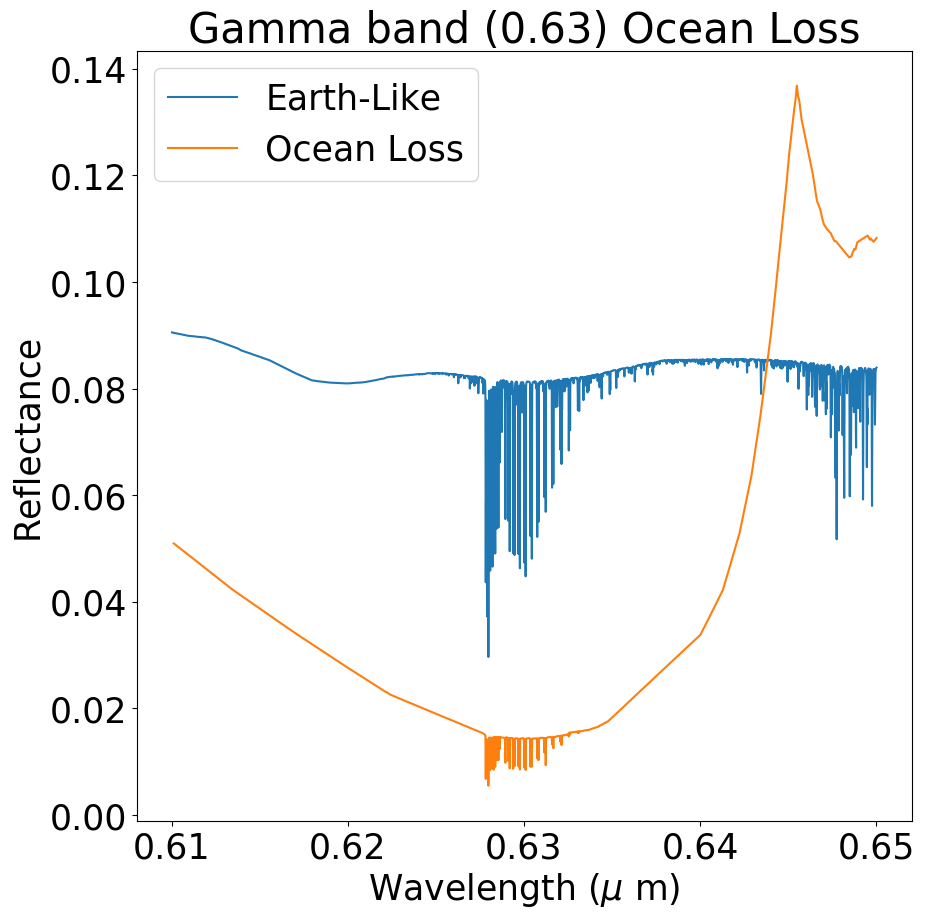 Gamma band (0.63) Ocean Loss
Earth-Like
Ocean Loss
Reflectance
0.14
0.12
0.10
0.08
0.06
0.04
0.02
0.00
0.61 0.62 0.63 0.64 0.65
Wavelength (μ m)